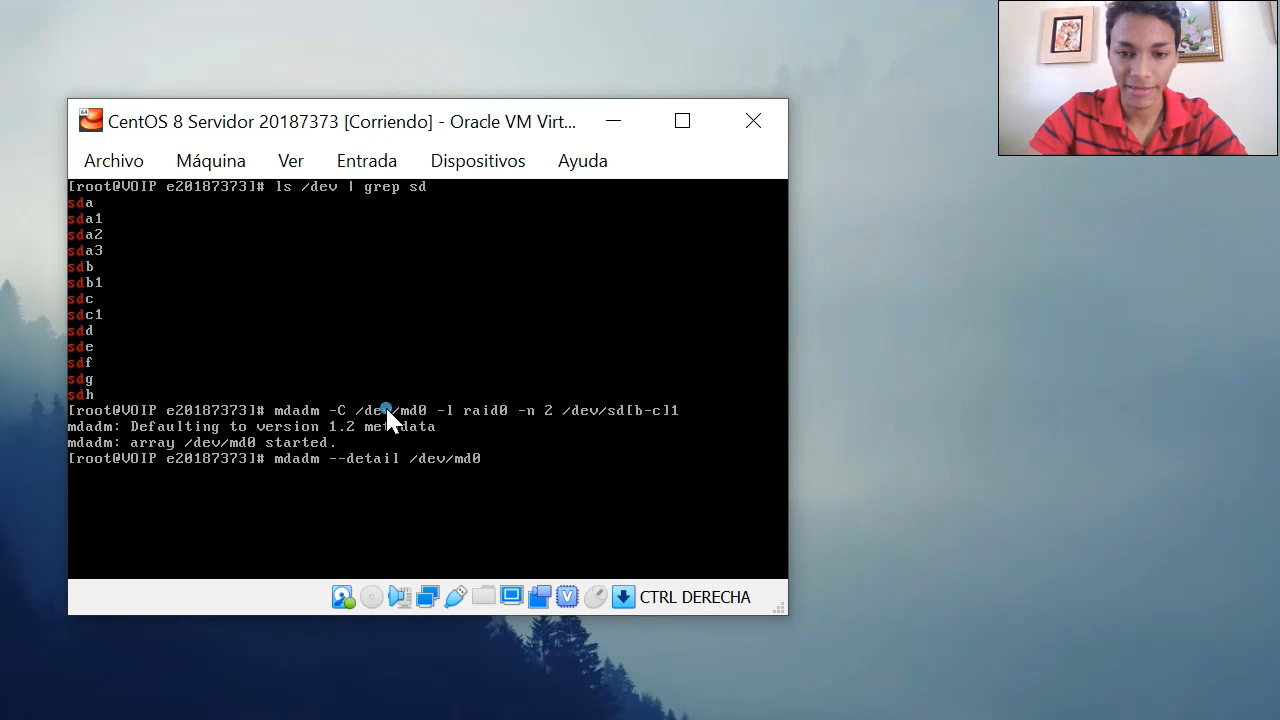 CentOS 8 Servidor 20187373 [Corriendo] - Oracle VM Virt...
Archivo Máquina Ver Entrada Dispositivos Ayuda
[root@VOIP e20187373]# ls /dev | grep sd
sda
sda1
sda2
sda3
sdb
sdb1
sdc
sdc1
sdd
sde
sdf
sdg
sdh
[root@VOIP e20187373]# mdadm -C /dev/md0 -l raid0 -n 2 /dev/sd[b-c]1
mdadm: Defaulting to version 1.2 metadata
mdadm: array /dev/md0 started.
[root@VOIP e20187373]# mdadm --detail /dev/md0
CTRL DERECHA